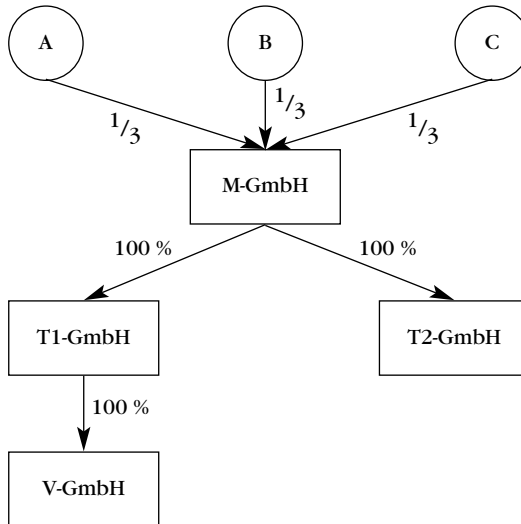 A
B
C
1/3
1/3
1/3
M-GmbH
100 %
100 %
T1-GmbH
T2-GmbH
100 %
V-GmbH